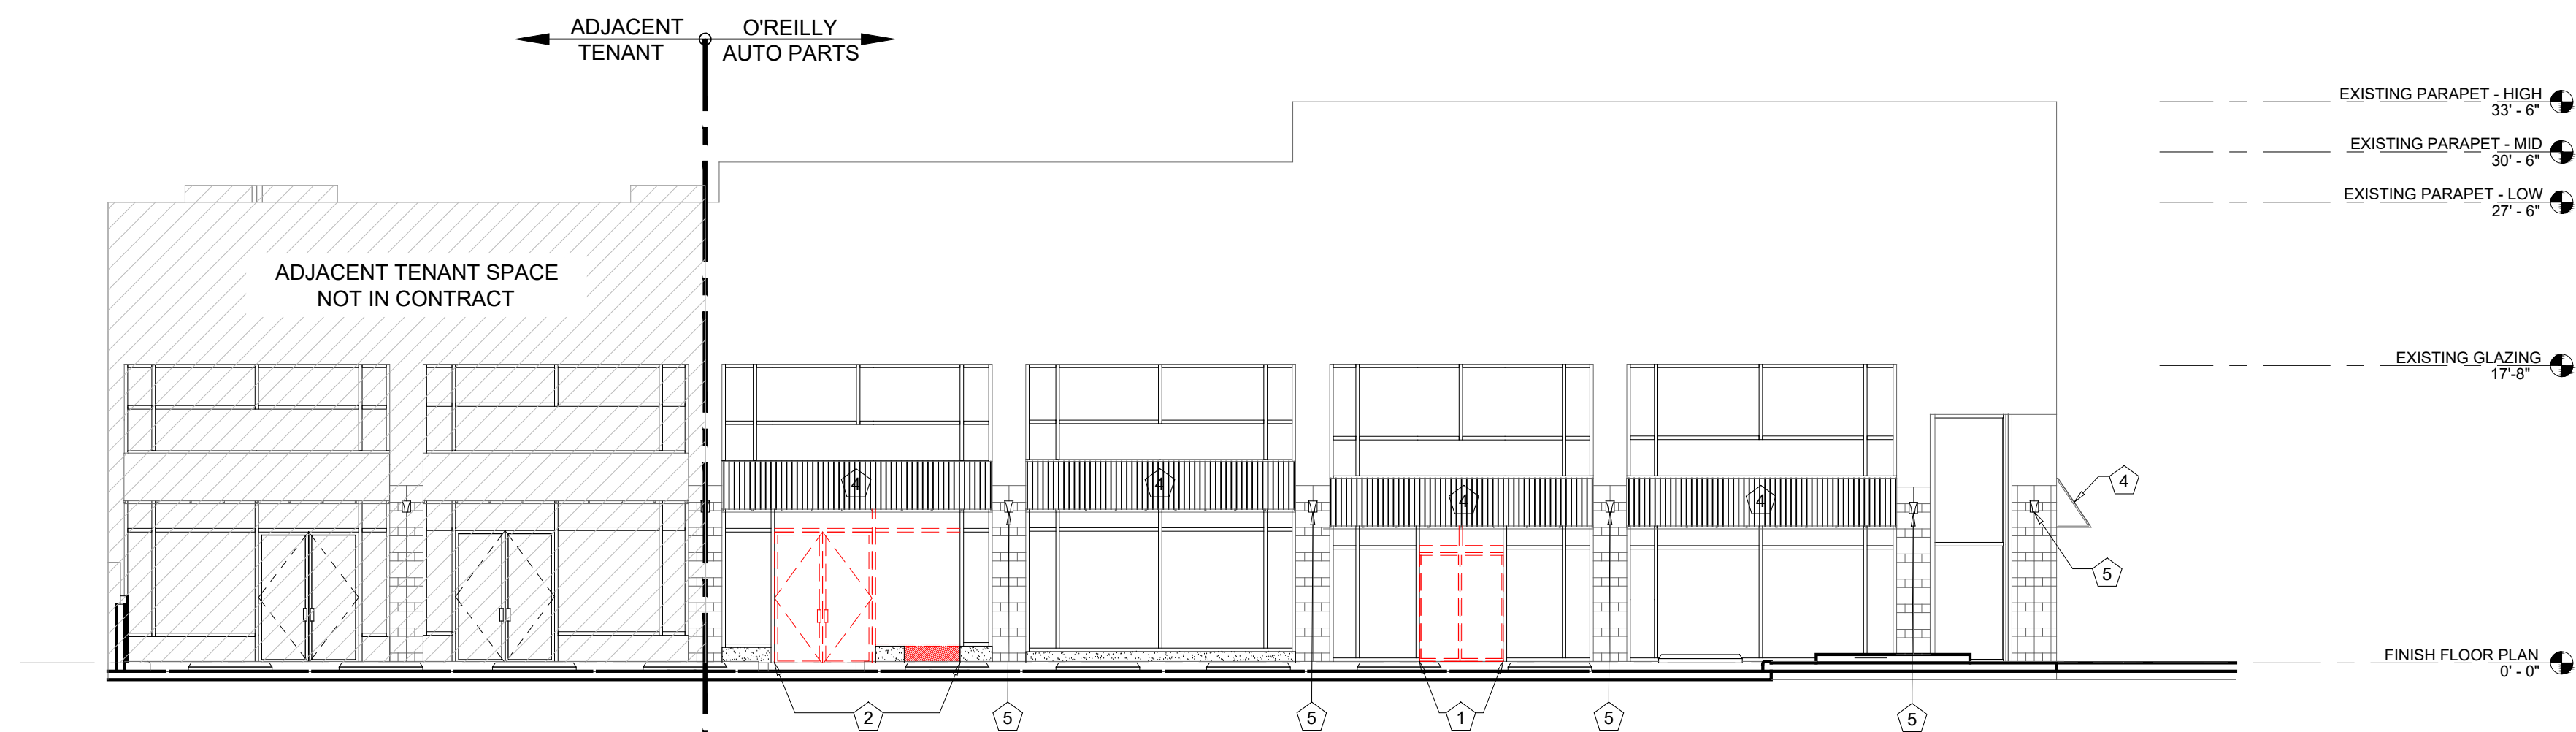 ADJACENT
TENANT
O'REILLY
AUTO PARTS
EXISTING PARAPET - HIGH
33' - 6"
EXISTING PARAPET - MID
30' - 6"
EXISTING PARAPET - LOW
27' - 6"
ADJACENT TENANT SPACE
NOT IN CONTRACT
EXISTING GLAZING
17'-8"
4
4
4
4
4
5
FINISH FLOOR PLAN
0' - 0"
2
5
5
1
5
5